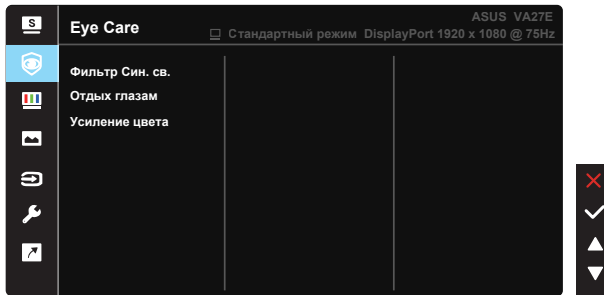 S
ASUS VA27E
Eye Care
Стандартный режим DisplayPort 1920 x 1080 @ 75Hz
Фильтр Син. св.
Отдых глазам
Усиление цвета